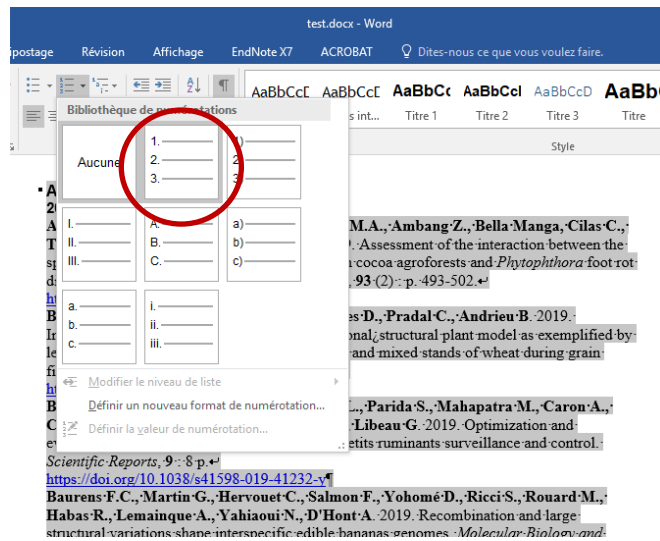 test.docx - Word
ipostage Révision Affichage EndNote X7 ACROBAT Dites-nous ce que vous voulez faire.
AaBbCcD AaBbCcD AaBbCc AaBbCcI AaBbCcD AaBb
s int... Titre 1 Titre 2 Titre 3 Titre
Style
Bibliothèque de numérotations
Aucune
1.
2.
3.
1)
2)
3)
I.
II.
III.
A.
B.
C.
a)
b)
c)
a.
b.
c.
i.
ii.
iii.
Modifier le niveau de liste
Définir un nouveau format de numérotation...
Définir la valeur de numérotation...
M.A., Ambang Z., Bella Manga, Cilas C.,
Assessment of the interaction between the
cocoa agroforests and Phytophthora foot rot
93 (2) : p. 493-502.
D., Pradal C., Andrieu B. 2019.
onal¿structural plant model as exemplified by
and mixed stands of wheat during grain
L., Parida S., Mahapatra M., Caron A.,
Libeau G. 2019. Optimization and
etits ruminants surveillance and control.
Scientific Reports, 9 : 8 p.
https://doi.org/10.1038/s41598-019-41232-y¶
Baurens F.C., Martin G., Hervouet C., Salmon F., Yohomé D., Ricci S., Rouard M.,
Habas R., Lemainque A., Yahiaoui N., D'Hont A. 2019. Recombination and large
structural variations shape interspecific edible bananas genomes. Molecular Biology and